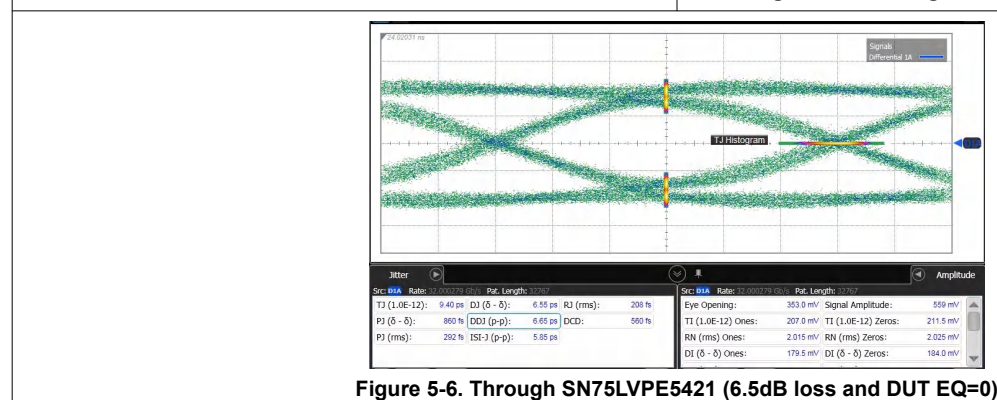 24.02031 ns
Signals
Differential 1A
TJ Histogram
D1A
Jitter
Amplitude
Src: D1A Rate: 32.000279 Gb/s Pat. Length: 32767
TJ (1.0E-12): 9.40 ps DJ (δ - δ): 6.55 ps RJ (rms): 208 fs
PJ (δ - δ): 860 fs DDJ (p-p): 6.65 ps DCD: 560 fs
PJ (rms): 292 fs ISI-J (p-p): 5.85 ps
Src: D1A Rate: 32.000279 Gb/s Pat. Length: 32767
Eye Opening: 353.0 mV Signal Amplitude: 559 mV
TI (1.0E-12) Ones: 207.0 mV TI (1.0E-12) Zeros: 211.5 mV
RN (rms) Ones: 2.015 mV RN (rms) Zeros: 2.025 mV
DI (δ - δ) Ones: 179.5 mV DI (δ - δ) Zeros: 184.0 mV
Figure 5-6. Through SN75LVPE5421 (6.5dB loss and DUT EQ=0)